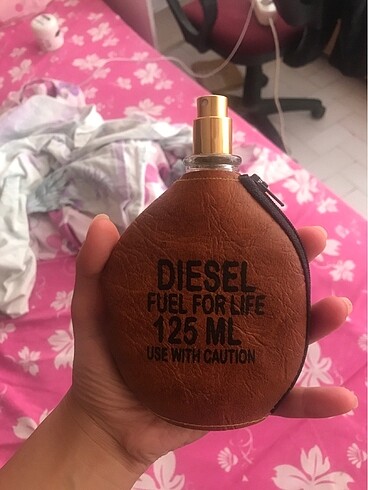 DIESEL
FUEL FOR LIFE
125 ML
USE WITH CAUTION